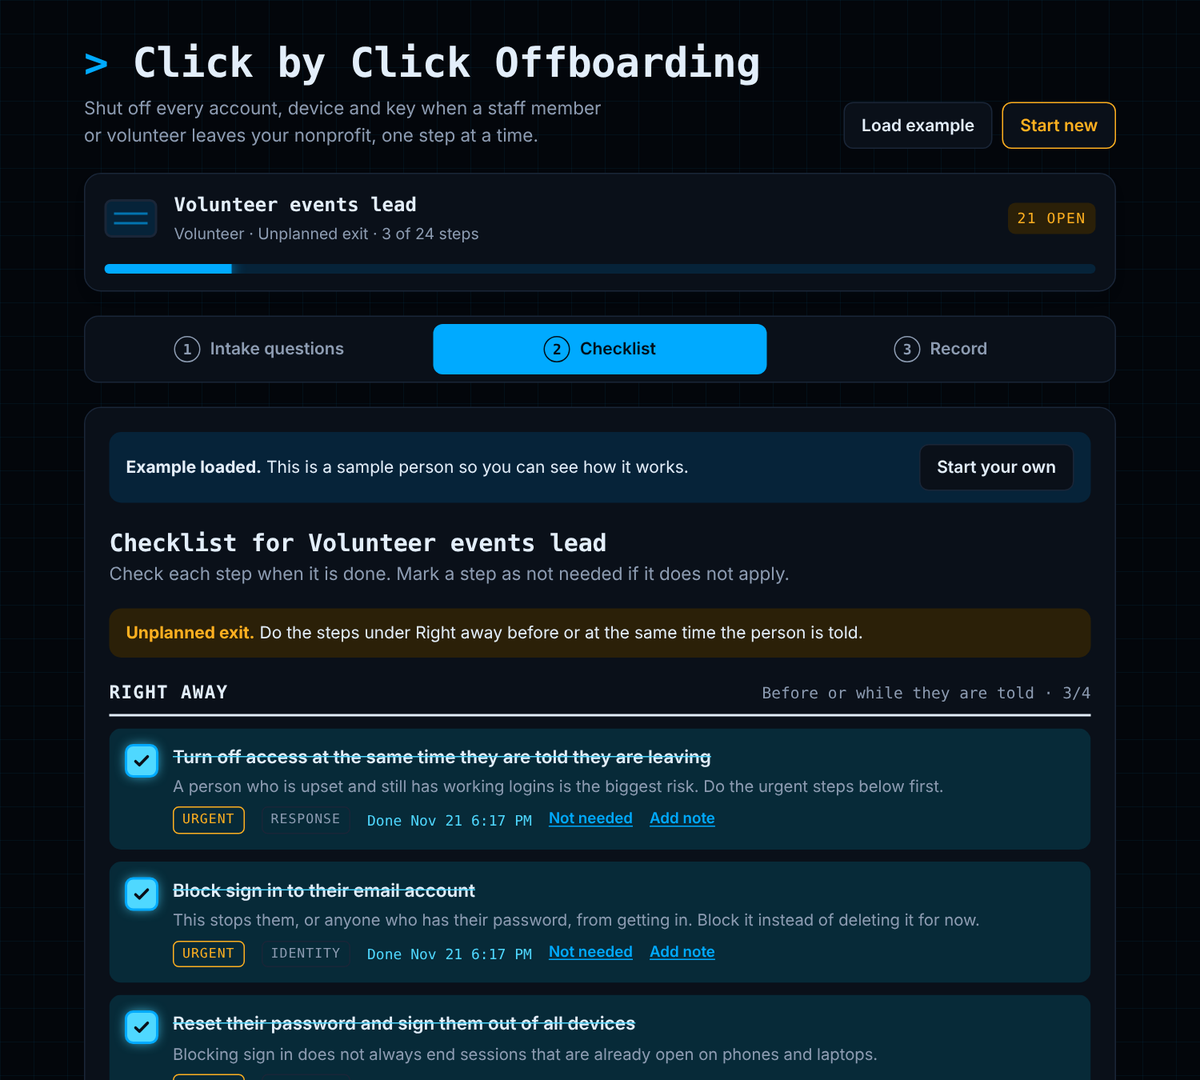 > Click by Click Offboarding
Shut off every account, device and key when a staff member
or volunteer leaves your nonprofit, one step at a time.
Load example
Start new
Volunteer events lead
Volunteer · Unplanned exit · 3 of 24 steps
21 OPEN
1 Intake questions
2 Checklist
3 Record
Example loaded. This is a sample person so you can see how it works.
Start your own
Checklist for Volunteer events lead
Check each step when it is done. Mark a step as not needed if it does not apply.
Unplanned exit. Do the steps under Right away before or at the same time the person is told.
RIGHT AWAY
Before or while they are told · 3/4
Turn off access at the same time they are told they are leaving
A person who is upset and still has working logins is the biggest risk. Do the urgent steps below first.
URGENT RESPONSE Done Nov 21 6:17 PM Not needed Add note
Block sign in to their email account
This stops them, or anyone who has their password, from getting in. Block it instead of deleting it for now.
URGENT IDENTITY Done Nov 21 6:17 PM Not needed Add note
Reset their password and sign them out of all devices
Blocking sign in does not always end sessions that are already open on phones and laptops.